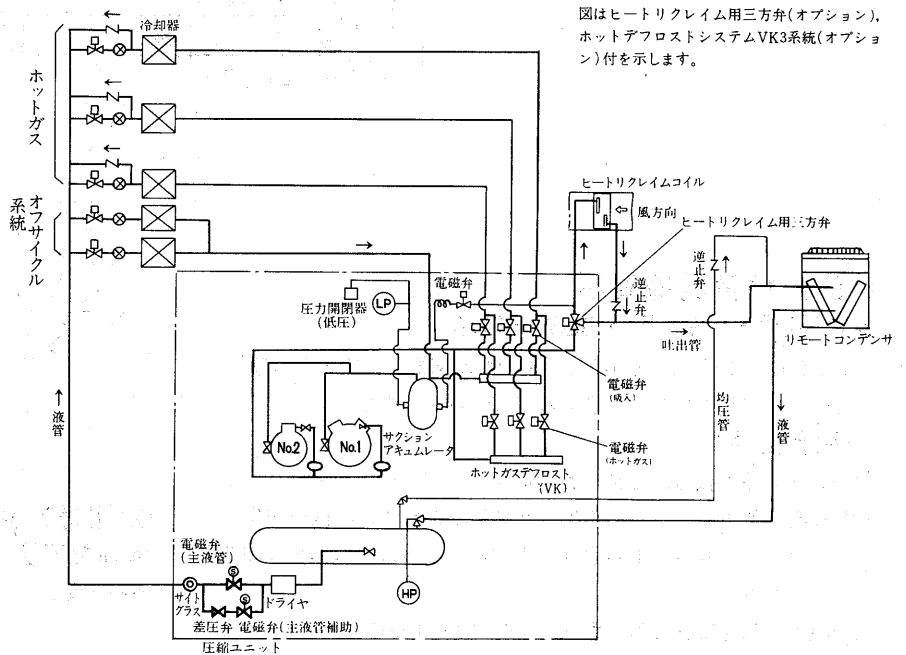 図はヒートリクレイム用三方弁(オプション),
ホットデフロストシステムVK3系統(オプショ
ン)付を示します。
冷却器
ホットガス
オフサイクル
系統
ヒートリクレイムコイル
風方向
ヒートリクレイム用三方弁
電磁弁
圧力開閉器
(低圧)
LP
逆止弁
逆止弁
吐出管
リモートコンデンサ
電磁弁
(吸入)
均圧管
液管
液管
No.2
No.1
サクション
アキュムレータ
電磁弁
(ホットガス)
ホットガスデフロスト
(VK)
電磁弁
(主液管)
S
サイト
グラス
S
ドライヤ
HP
差圧弁 電磁弁(主液管補助)
圧縮ユニット